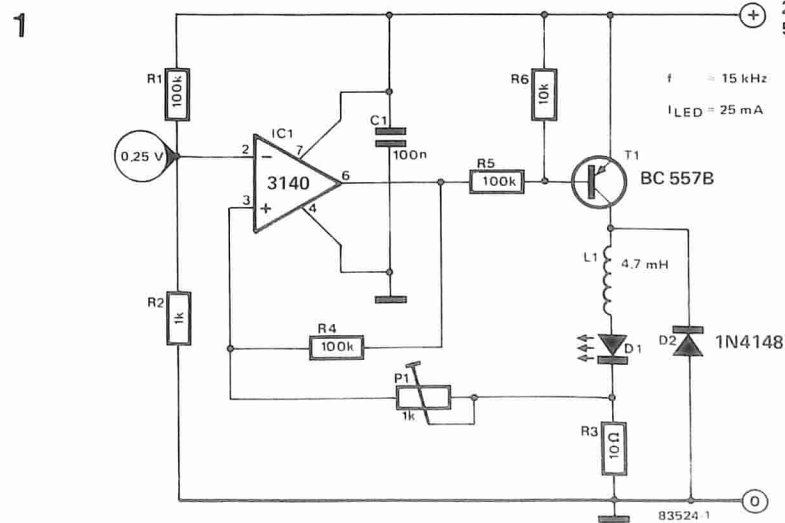 1
+
2
5
R1
100k
R6
10k
f = 15 kHz
I LED = 25 mA
IC1
C1
100n
T1
BC 557B
0,25 V
2
−
7
3140
6
3
+
4
R5
100k
L1
4.7 mH
R2
1k
R4
100k
D1
D2
1N4148
P1
1k
R3
10Ω
0
83524-1